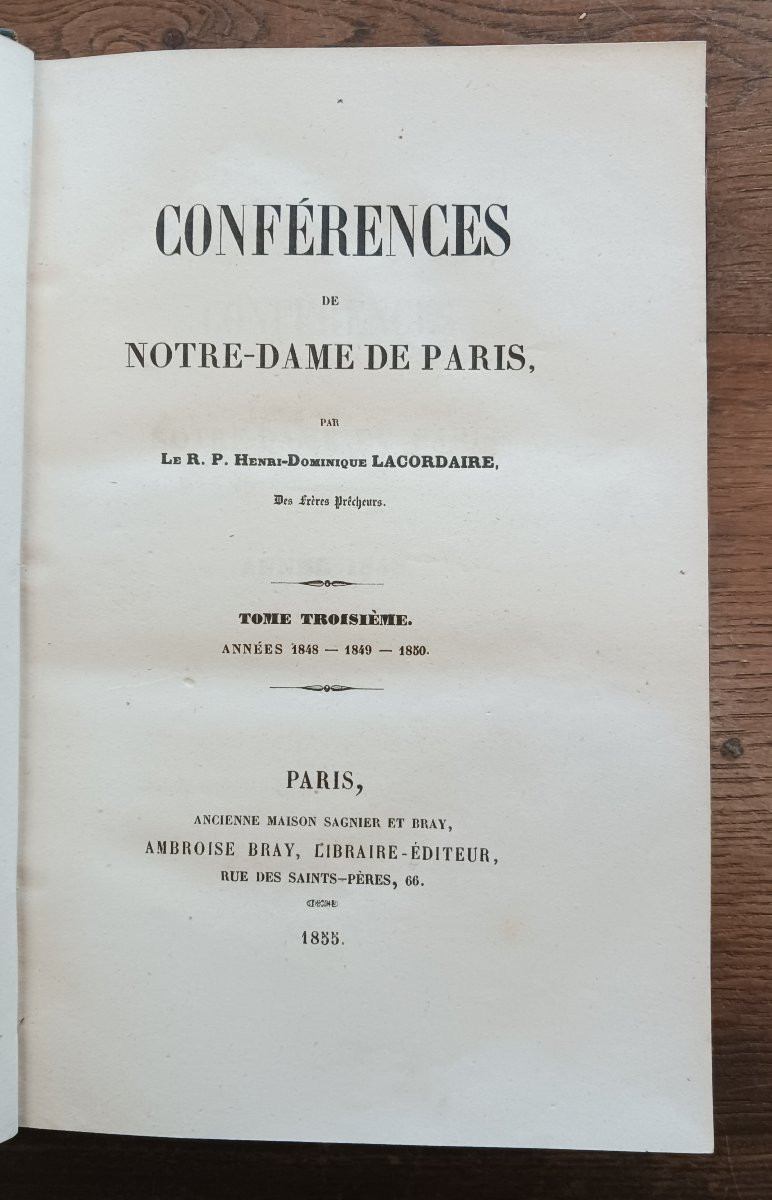 CONFÉRENCES
DE
NOTRE-DAME DE PARIS,
PAR
LE R. P. HENRI-DOMINIQUE LACORDAIRE,
Des Frères Prêcheurs.
TOME TROISIÈME.
ANNÉES 1848 — 1849 — 1850.
PARIS,
ANCIENNE MAISON SAGNIER ET BRAY,
AMBROISE BRAY, LIBRAIRE-ÉDITEUR,
RUE DES SAINTS-PÈRES, 66.
1855.